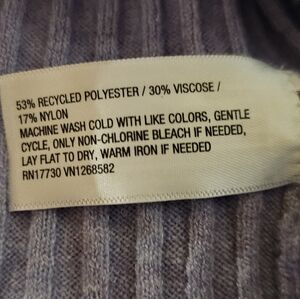 53% RECYCLED POLYESTER / 30% VISCOSE /
17% NYLON
MACHINE WASH COLD WITH LIKE COLORS, GENTLE
CYCLE, ONLY NON-CHLORINE BLEACH IF NEEDED,
LAY FLAT TO DRY, WARM IRON IF NEEDED
RN17730 VN1268582